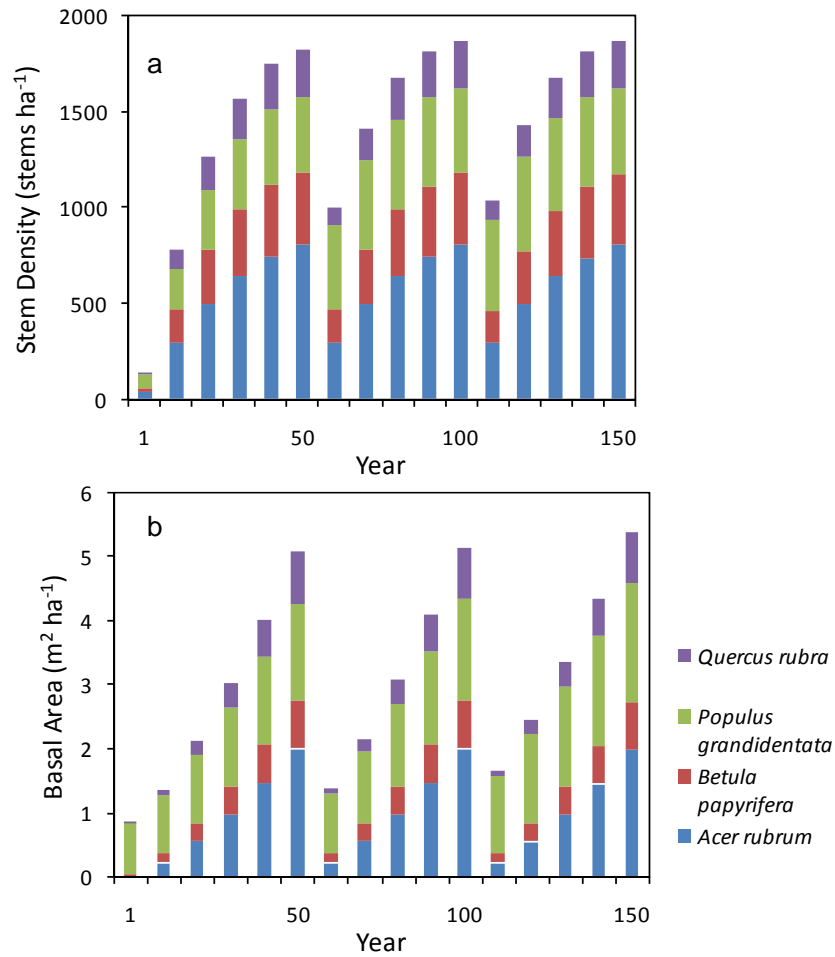 2000
a
1500
1000
500
0
Stem Density (stems ha⁻¹)
1 50 100 150
Year
6
b
5
4
3
2
1
0
Basal Area (m² ha⁻¹)
1 50 100 150
Year
Quercus rubra
Populus
grandidentata
Betula
papyrifera
Acer rubrum